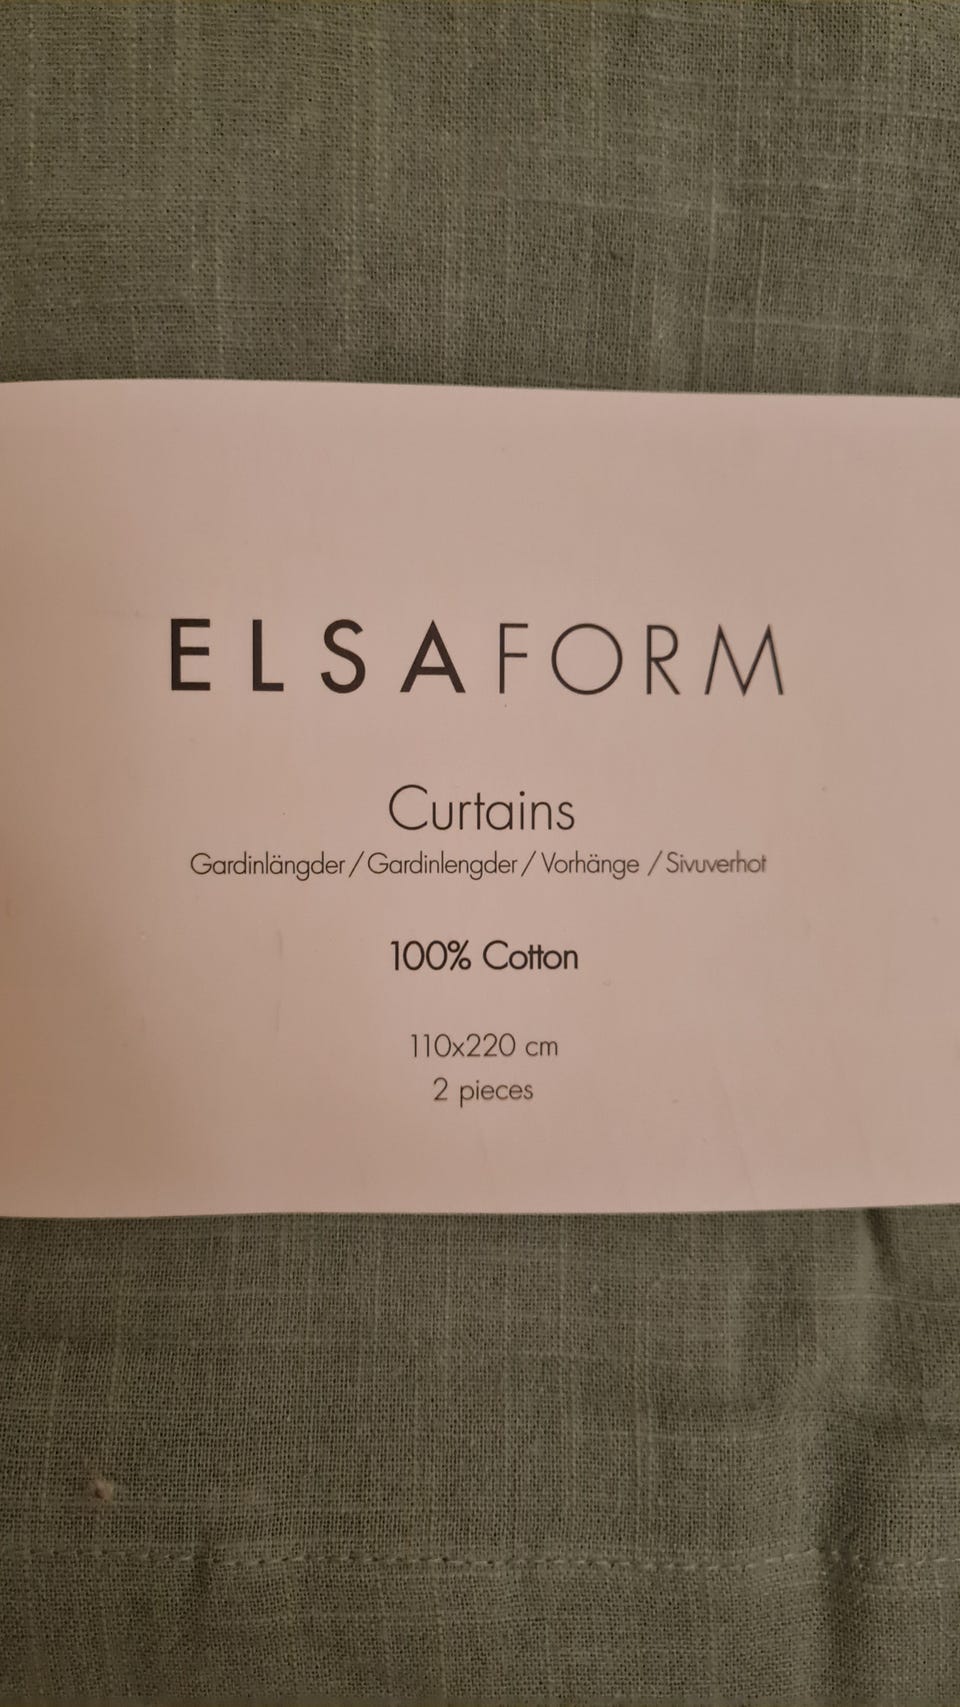 ELSAFORM
Curtains
Gardinlängder / Gardinlengder / Vorhänge / Sivuverhot
100% Cotton
110x220 cm
2 pieces